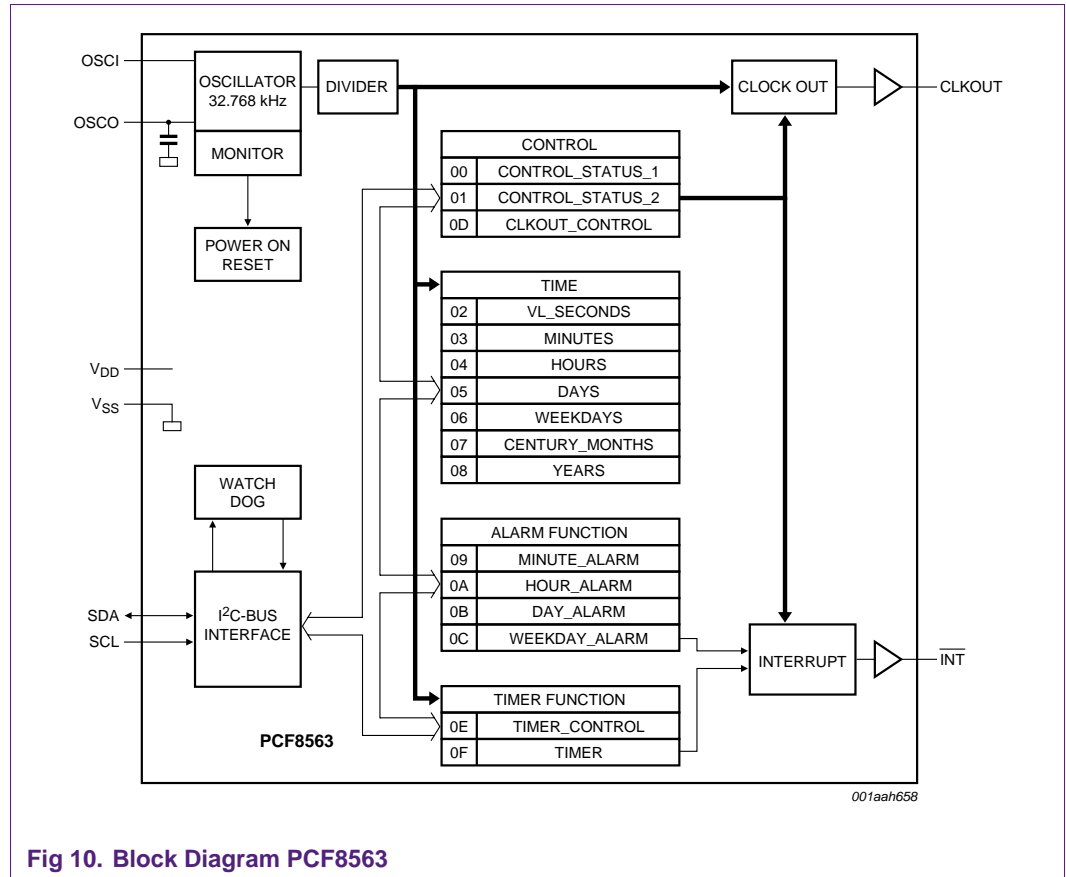 OSCI
OSCO
OSCILLATOR
32.768 kHz
DIVIDER
MONITOR
POWER ON
RESET
CLOCK OUT
CLKOUT
CONTROL
00 CONTROL_STATUS_1
01 CONTROL_STATUS_2
0D CLKOUT_CONTROL
TIME
02 VL_SECONDS
03 MINUTES
04 HOURS
05 DAYS
06 WEEKDAYS
07 CENTURY_MONTHS
08 YEARS
VDD
VSS
WATCH
DOG
SDA
SCL
I2C-BUS
INTERFACE
ALARM FUNCTION
09 MINUTE_ALARM
0A HOUR_ALARM
0B DAY_ALARM
0C WEEKDAY_ALARM
INTERRUPT
INT
TIMER FUNCTION
0E TIMER_CONTROL
0F TIMER
PCF8563
001aah658
Fig 10. Block Diagram PCF8563